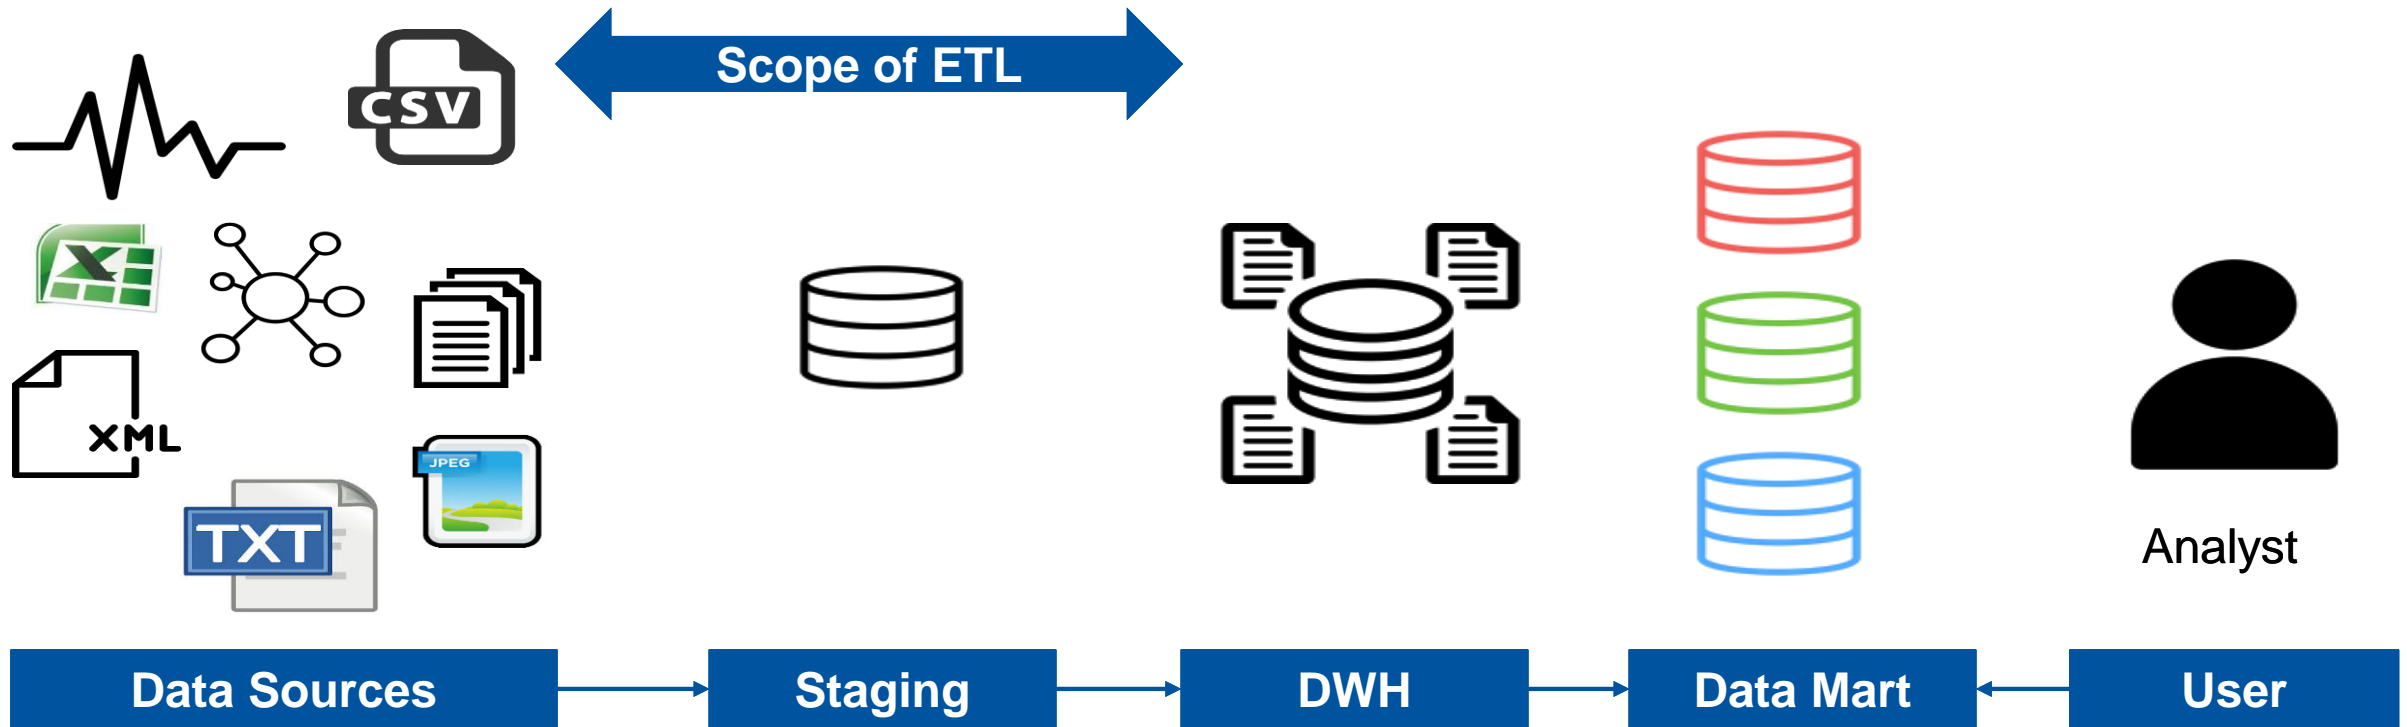 Scope of ETL
CSV
X
XML
JPEG
TXT
Analyst
Data Sources
Staging
DWH
Data Mart
User